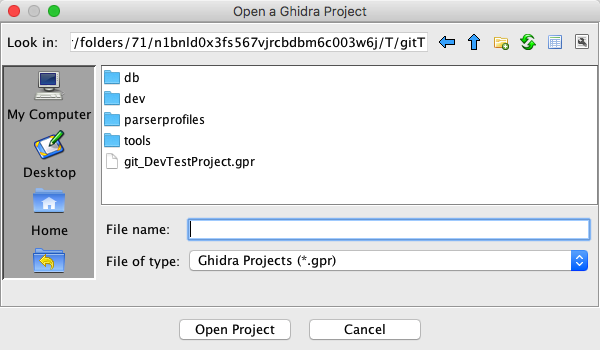 Open a Ghidra Project
Look in: r/folders/71/n1bnld0x3fs567vjrcbdbm6c003w6j/T/gitT
My Computer
Desktop
Home
db
dev
parserprofiles
tools
git_DevTestProject.gpr
File name:
File of type: Ghidra Projects (*.gpr)
Open Project
Cancel